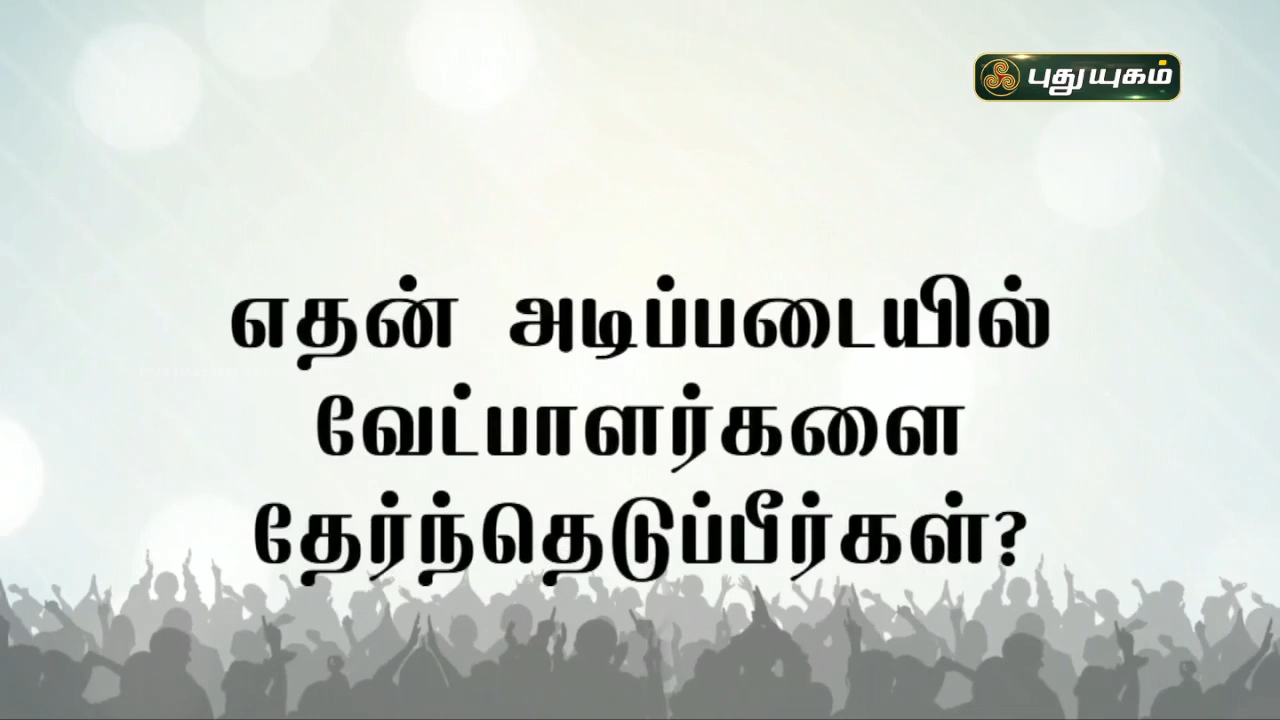 புதுயுகம்
எதன் அடிப்படையில்
வேட்பாளர்களை
தேர்ந்தெடுப்பீர்கள்?